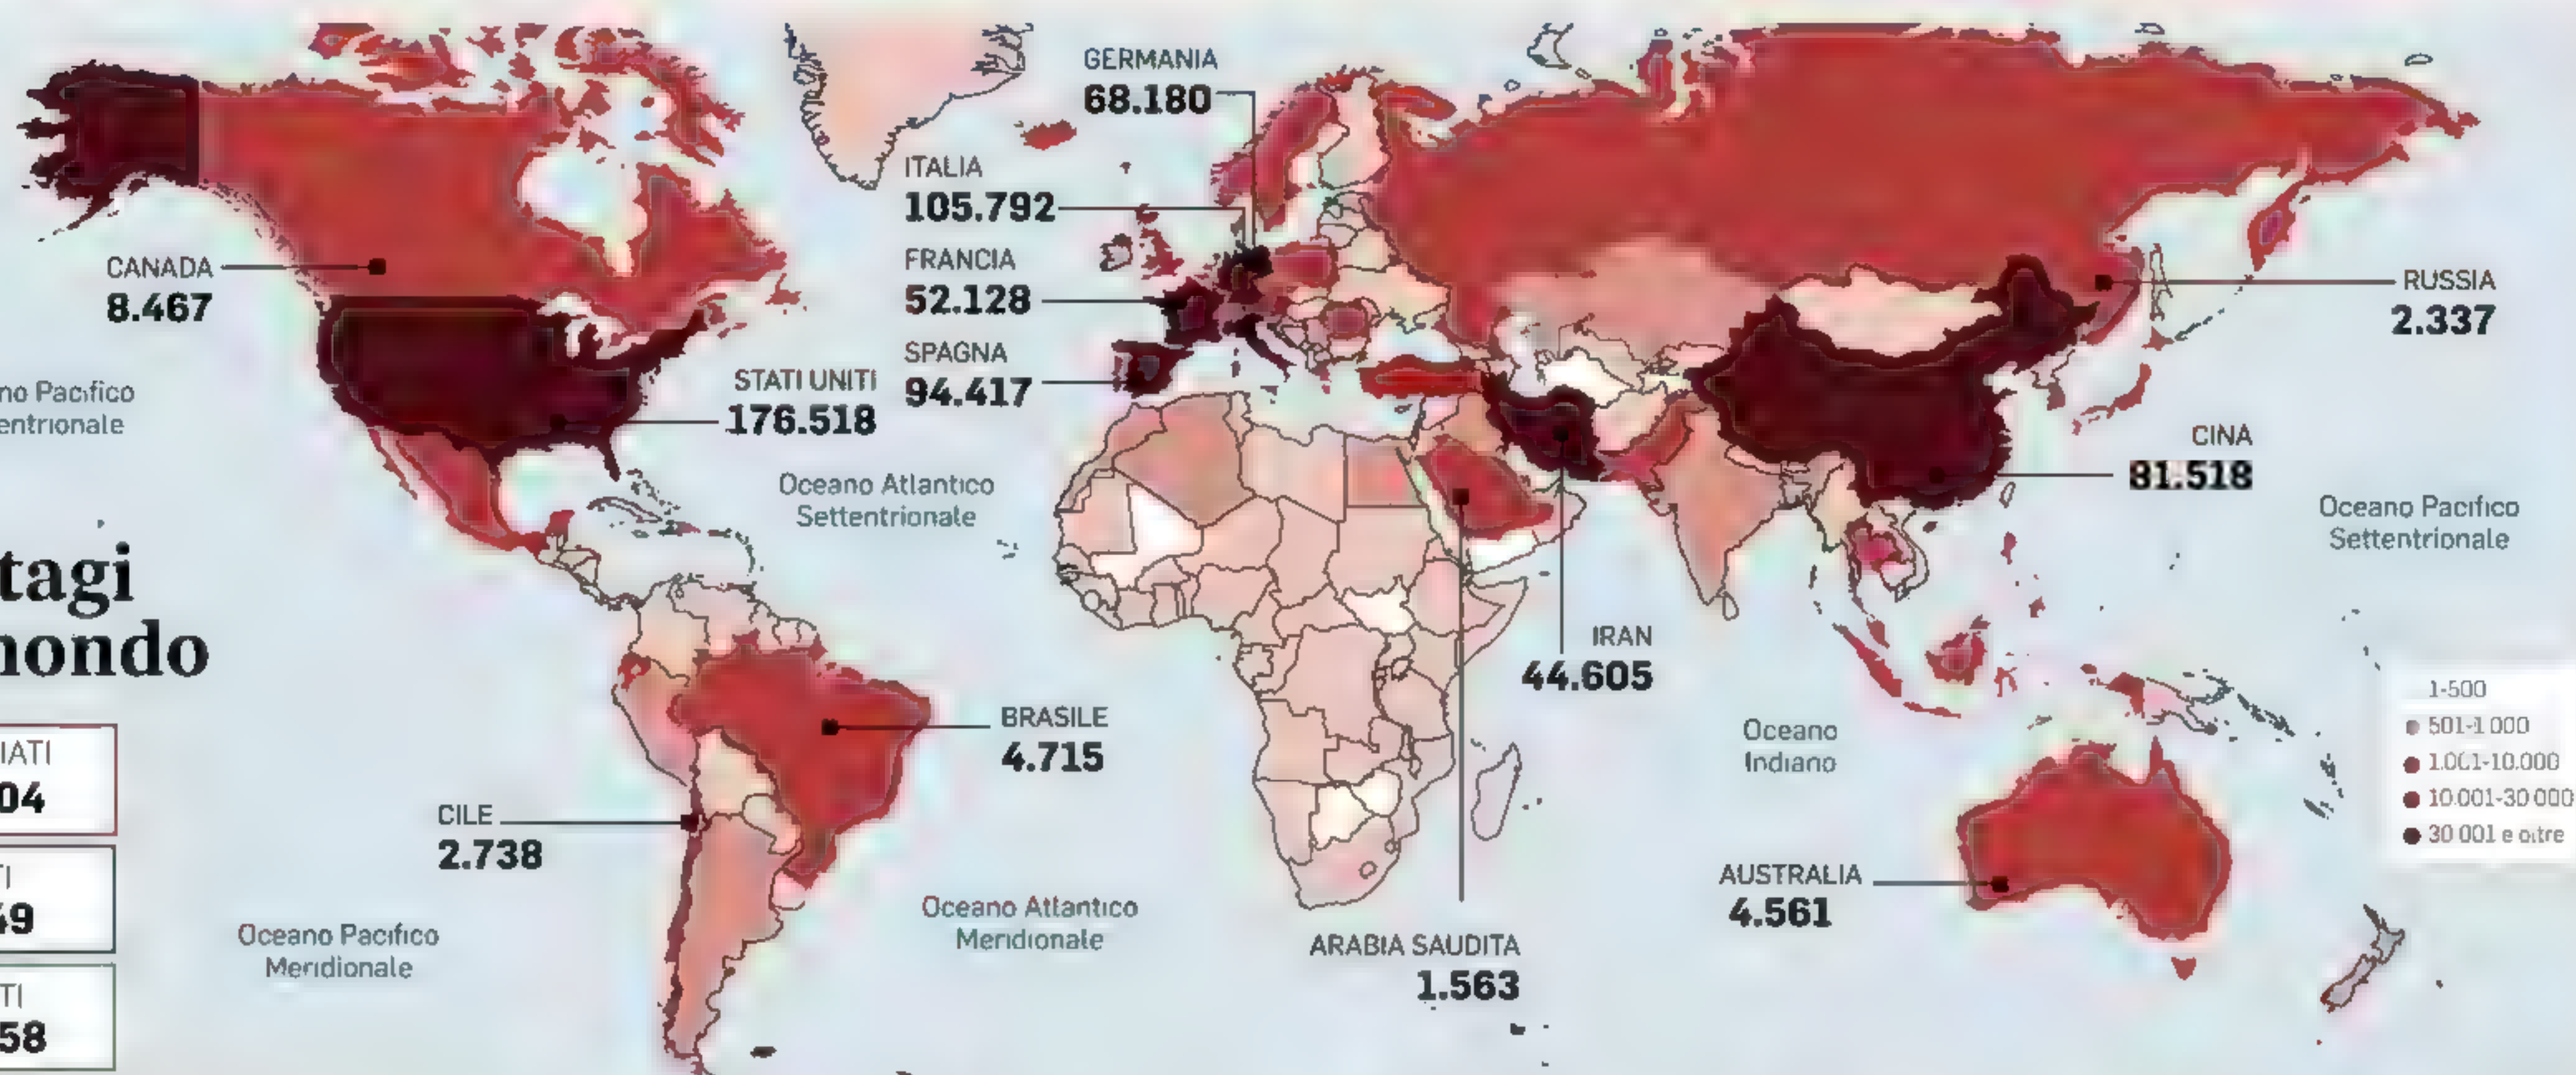 GERMANIA
68.180
ITALIA
105.792
FRANCIA
52.128
SPAGNA
94.417
CANADA
8.467
STATI UNITI
176.518
RUSSIA
2.337
CINA
81.518
no Pacifico
entrionale
Oceano Atlantico
Settentrionale
Oceano Pacifico
Settentrionale
tagi
mondo
IRAN
44.605
BRASILE
4.715
CILE
2.738
Oceano
Indiano
AUSTRALIA
4.561
ARABIA SAUDITA
1.563
Oceano Pacifico
Meridionale
Oceano Atlantico
Meridionale
IATI
04
TI
49
TI
58
1-500
501-1 000
1.001-10.000
10.001-30 000
30 001 e oltre